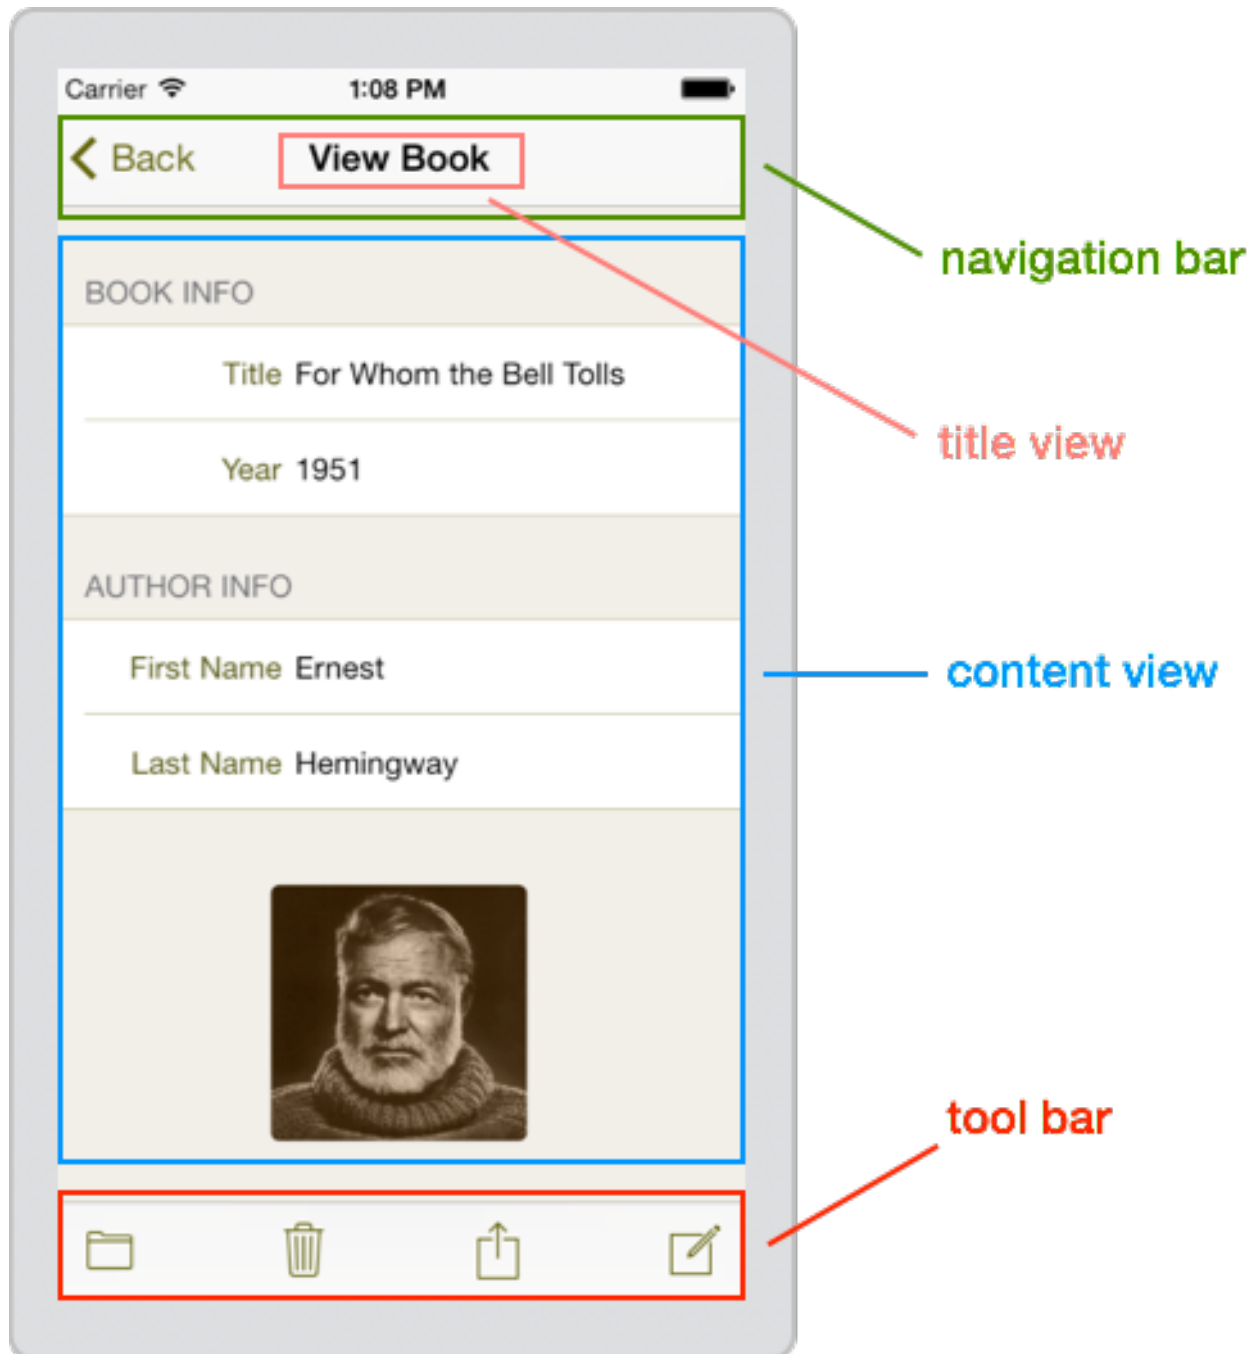 Carrier 1:08 PM
Back View Book
navigation bar
BOOK INFO
Title For Whom the Bell Tolls
title view
Year 1951
AUTHOR INFO
First Name Ernest
content view
Last Name Hemingway
tool bar